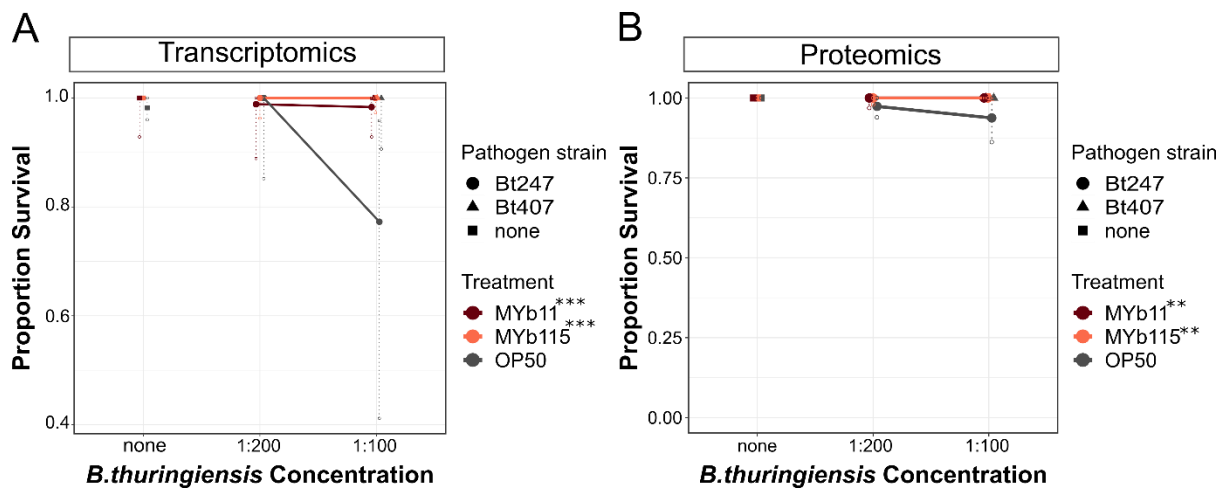 A
Transcriptomics
1.0
0.8
0.6
0.4
Proportion Survival
none
1:200
1::100
B.thuringiensis Concentration
Pathogen strain
Bt247
Bt407
none
Treatment
MYb11***
MYb115***
OP50
B
Proteomics
1.00
0.75
0.50
0.25
0.00
Proportion Survival
none
1:200
1:100
B.thuringiensis Concentration
Pathogen strain
Bt247
Bt407
none
Treatment
MYb11**
MYb115**
OP50